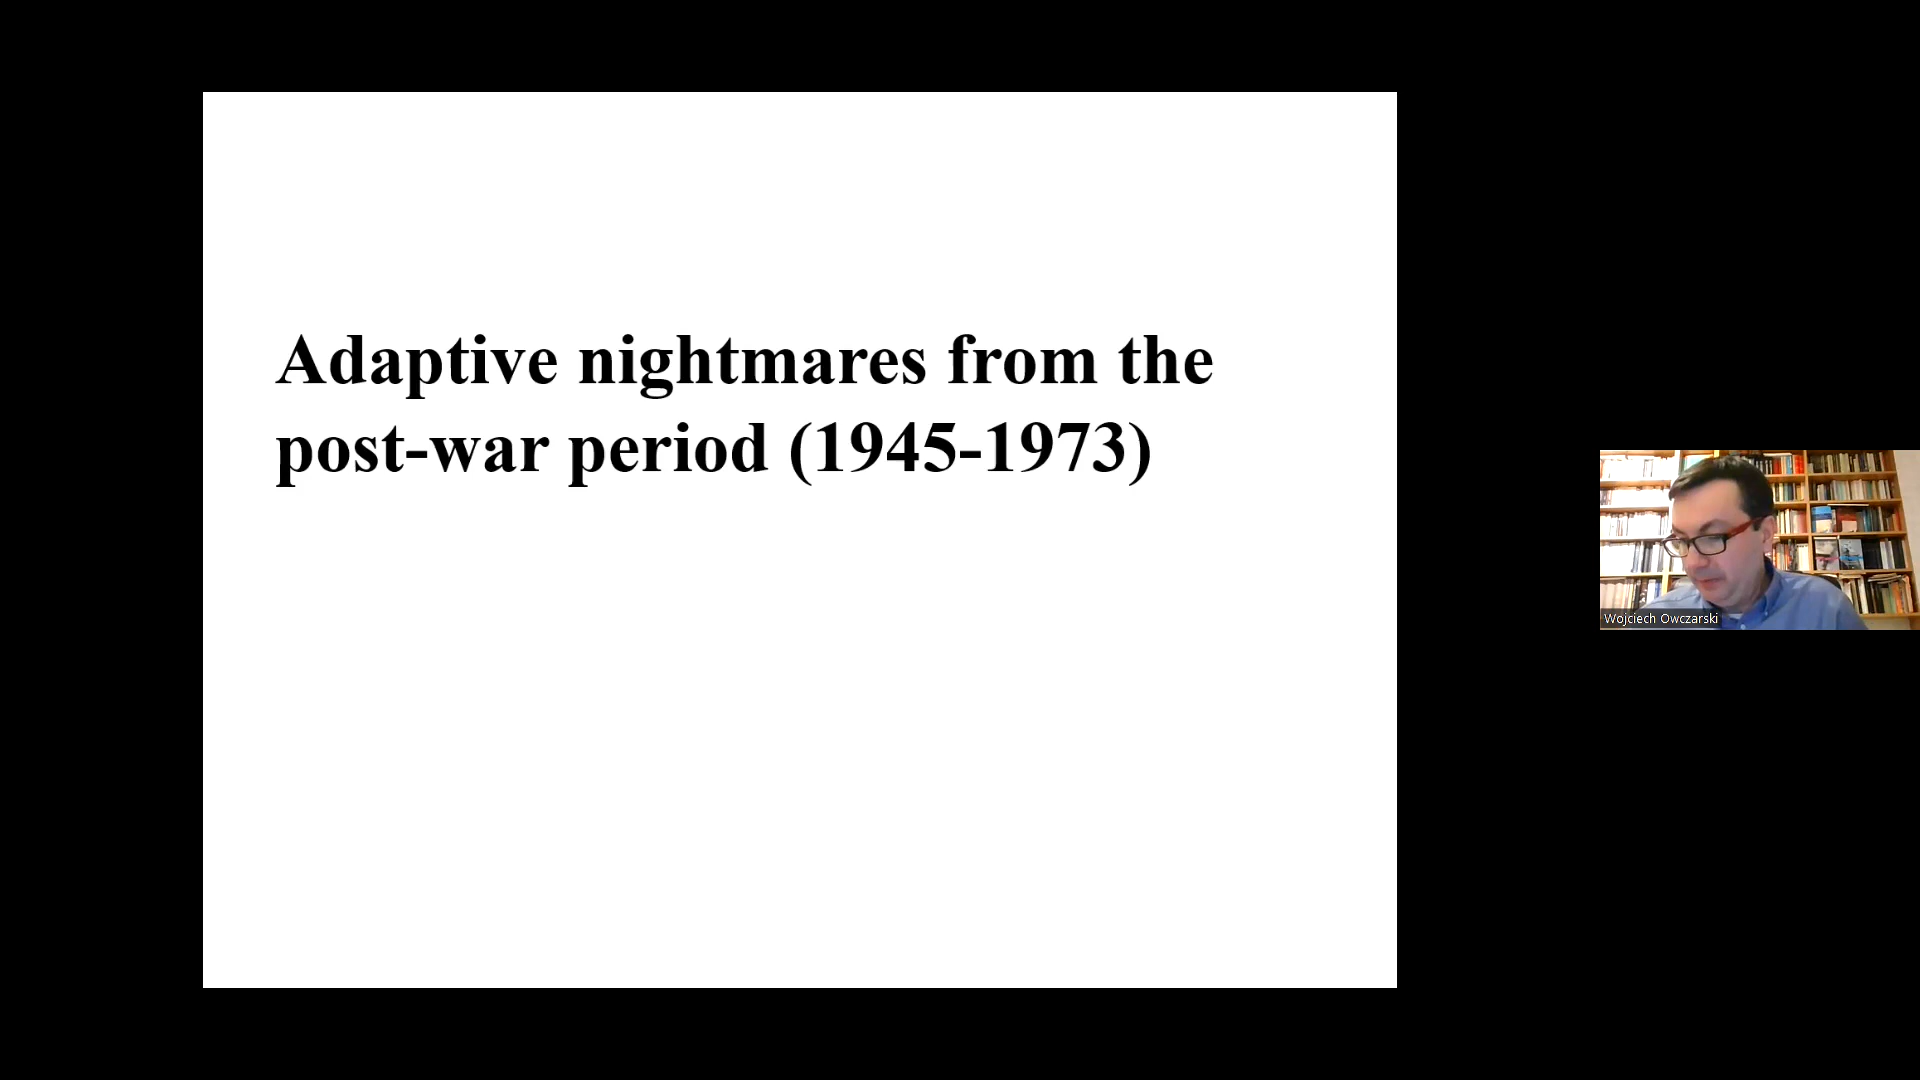 Adaptive nightmares from the
post-war period (1945-1973)
Wojciech Owczarski